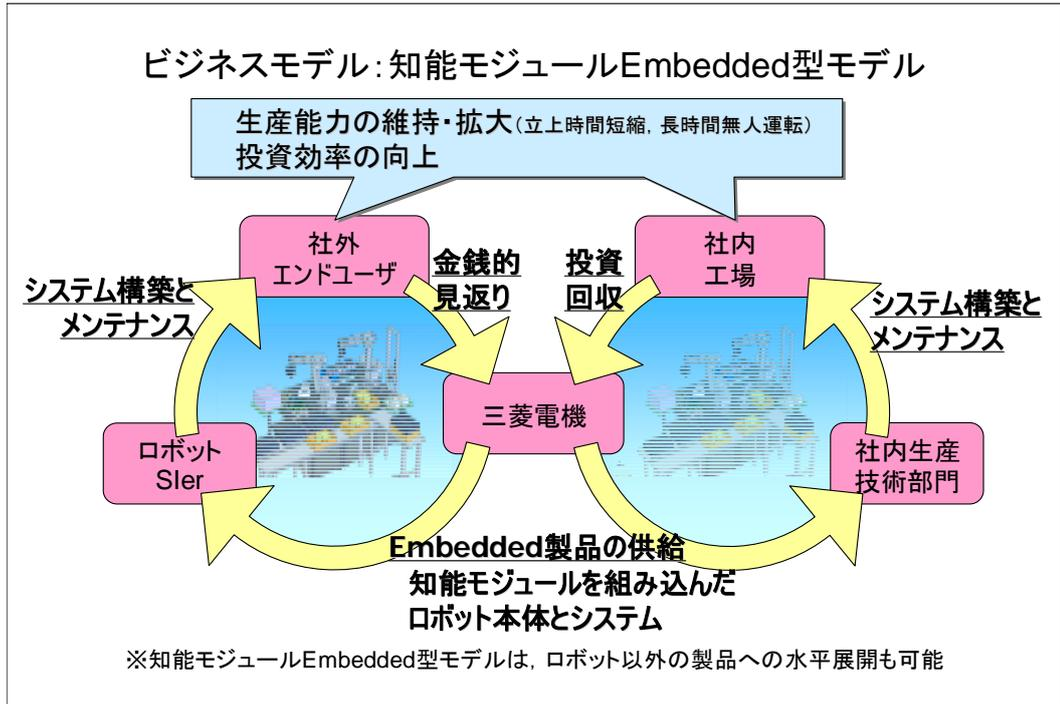 ビジネスモデル：知能モジュールEmbedded型モデル
生産能力の維持・拡大（立上時間短縮，長時間無人運転）
投資効率の向上
社外
エンドユーザ
金銭的
見返り
投資
回収
社内
工場
システム構築と
メンテナンス
システム構築と
メンテナンス
三菱電機
ロボット
SIer
社内生産
技術部門
Embedded製品の供給
知能モジュールを組み込んだ
ロボット本体とシステム
※知能モジュールEmbedded型モデルは，ロボット以外の製品への水平展開も可能